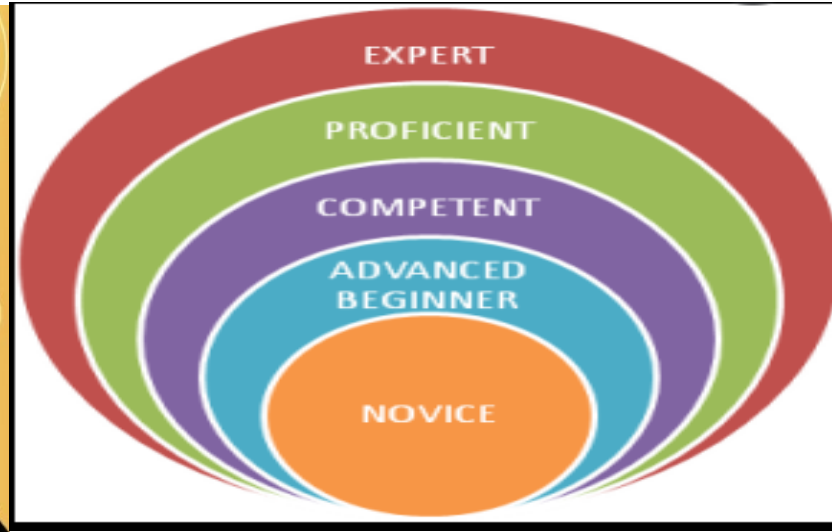 EXPERT
PROFICIENT
COMPETENT
ADVANCED
BEGINNER
NOVICE